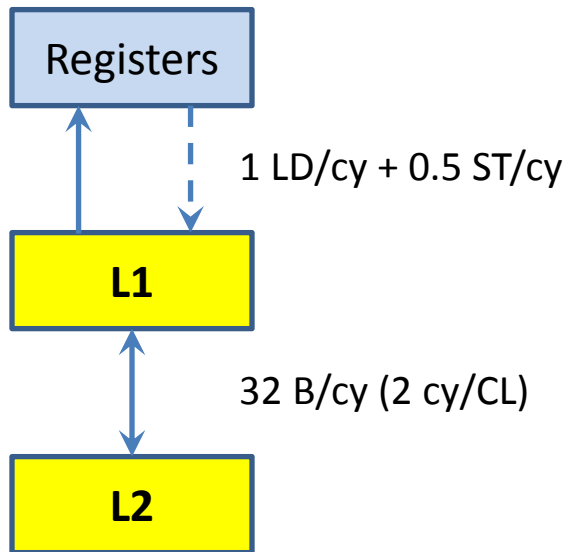 Registers
1 LD/cy + 0.5 ST/cy
L1
32 B/cy (2 cy/CL)
L2